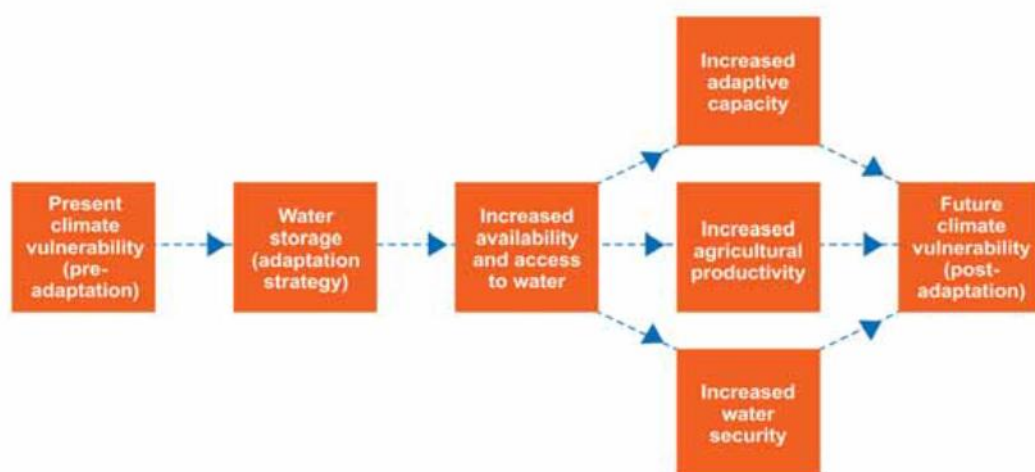 Increased
adaptive
capacity
Present
climate
vulnerability
(pre-
adaptation)
Water
storage
(adaptation
strategy)
Increased
availability
and access
to water
Increased
agricultural
productivity
Future
climate
vulnerability
(post-
adaptation)
Increased
water
security